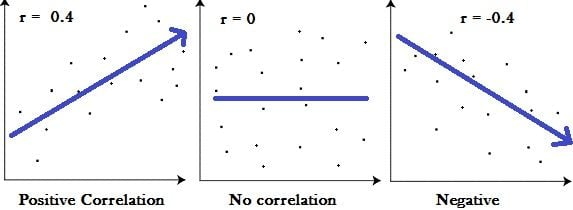 r = 0.4
r = 0
r = -0.4
Positive Correlation
No correlation
Negative